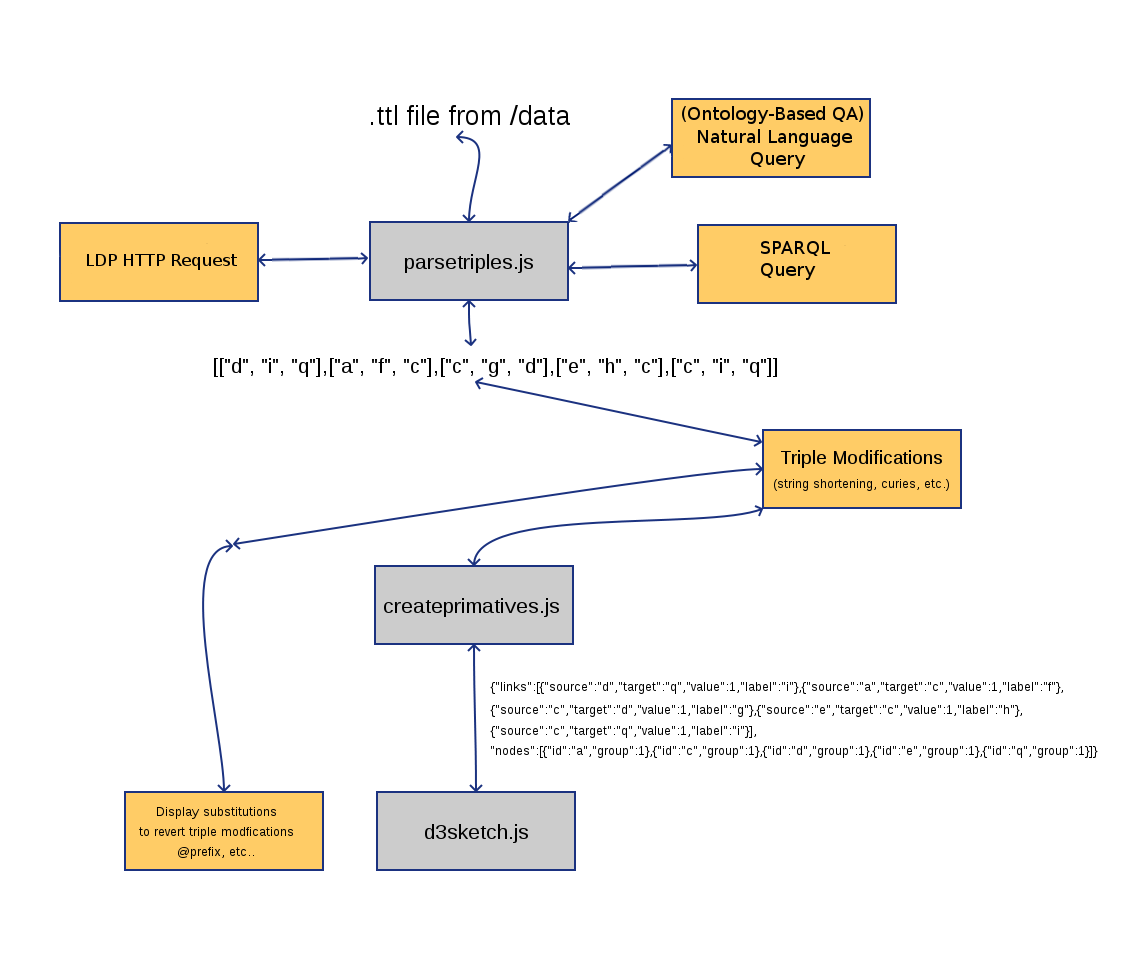 .ttl file from /data
(Ontology-Based QA)
Natural Language
Query
LDP HTTP Request
parsetriples.js
SPARQL
Query
[["d", "i", "q"],["a", "f", "c"],["c", "g", "d"],["e", "h", "c"],["c", "i", "q"]]
Triple Modifications
(string shortening, curies, etc.)
createprimatives.js
{"links":[{"source":"d","target":"q","value":1,"label":"i"},{"source":"a","target":"c","value":1,"label":"f"},
{"source":"c","target":"d","value":1,"label":"g"},{"source":"e","target":"c","value":1,"label":"h"},
{"source":"c","target":"q","value":1,"label":"i"}],
"nodes":[{"id":"a","group":1},{"id":"c","group":1},{"id":"d","group":1},{"id":"e","group":1},{"id":"q","group":1}]}
Display substitutions
to revert triple modfications
@prefix, etc..
d3sketch.js